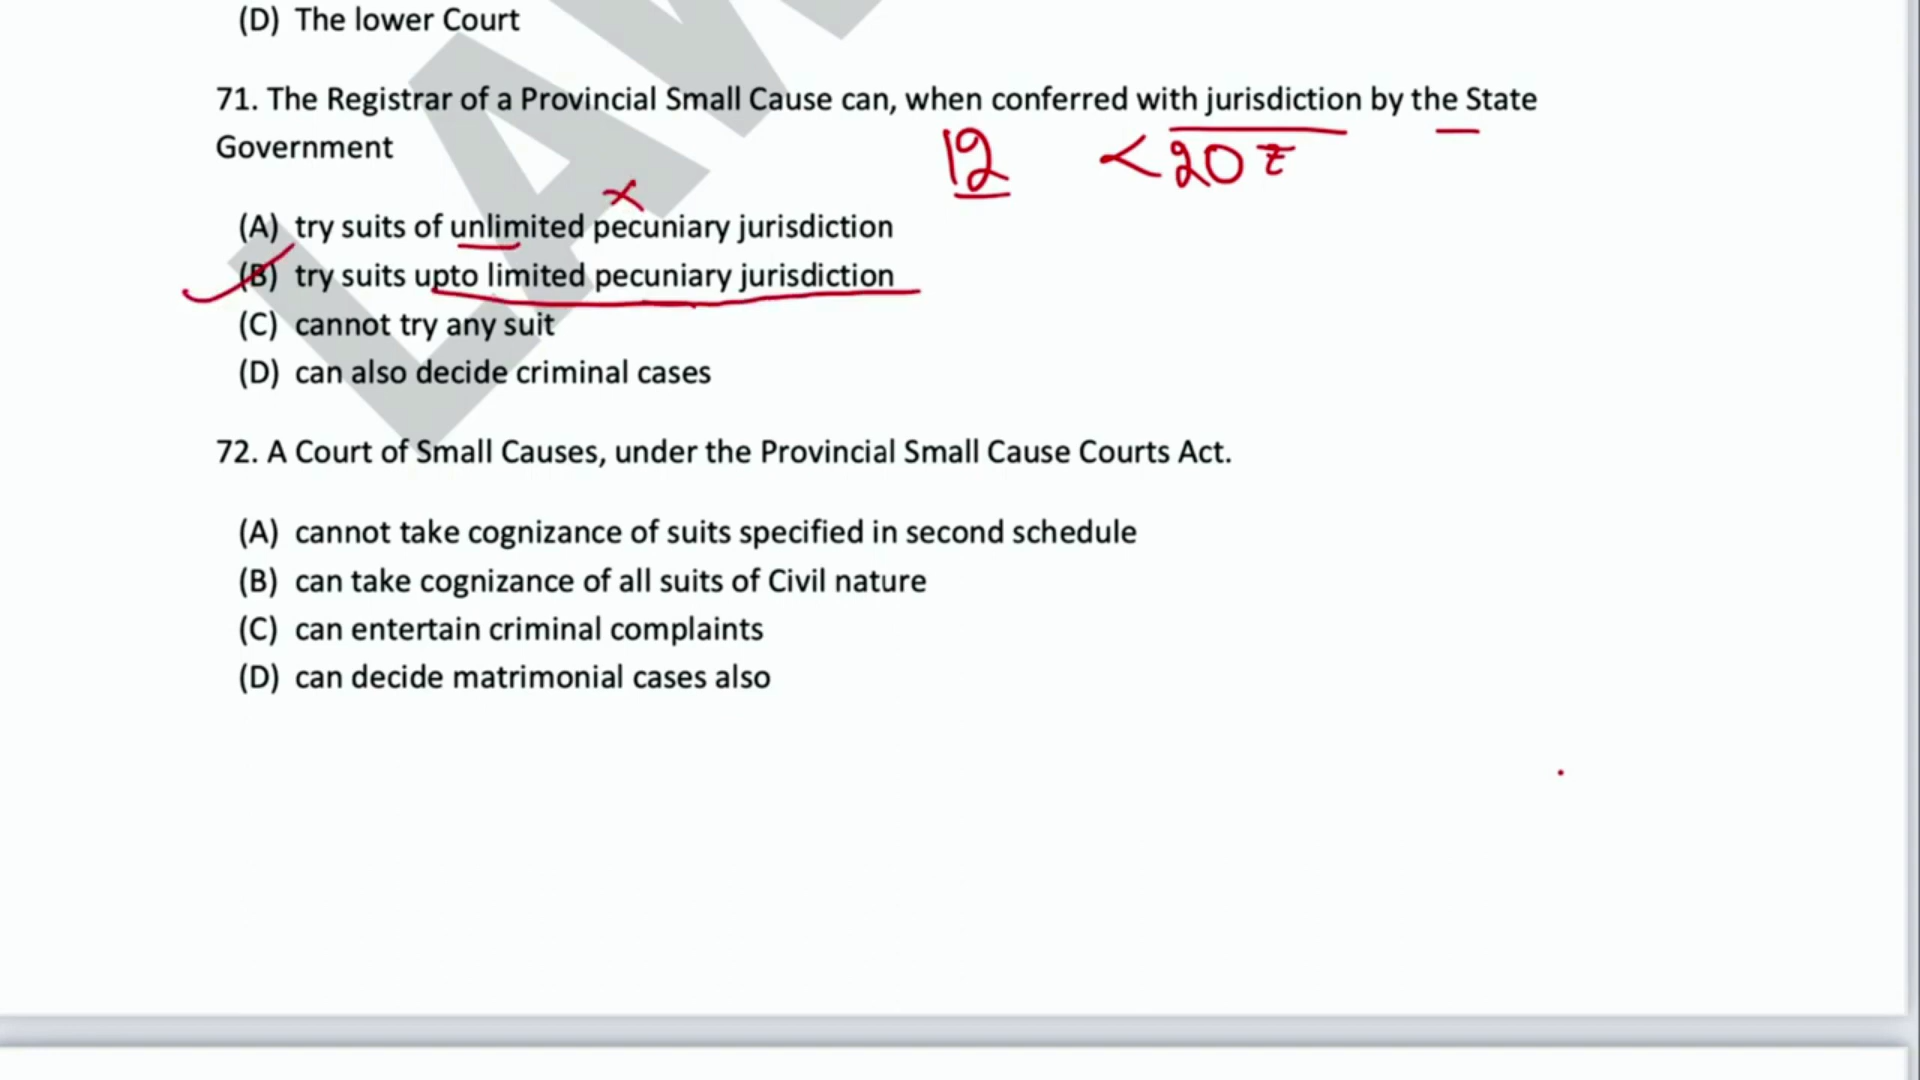 (D) The lower Court
71. The Registrar of a Provincial Small Cause can, when conferred with jurisdiction by the State
Government
12 <20 ₹
x
(A) try suits of unlimited pecuniary jurisdiction
(B) try suits upto limited pecuniary jurisdiction
(C) cannot try any suit
(D) can also decide criminal cases
72. A Court of Small Causes, under the Provincial Small Cause Courts Act.
(A) cannot take cognizance of suits specified in second schedule
(B) can take cognizance of all suits of Civil nature
(C) can entertain criminal complaints
(D) can decide matrimonial cases also
LAW